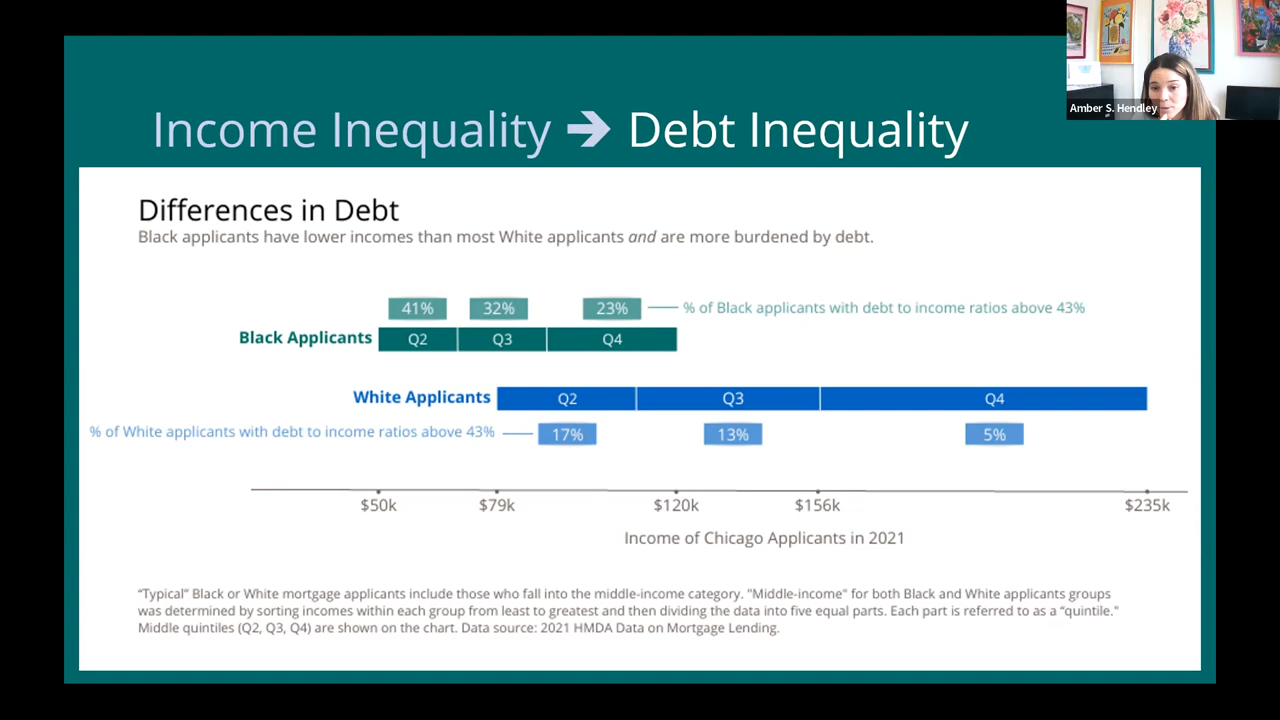 Amber S. Hendley
Income Inequality → Debt Inequality
Differences in Debt
Black applicants have lower incomes than most White applicants and are more burdened by debt.
41% 32% 23% % of Black applicants with debt to income ratios above 43%
Black Applicants Q2 Q3 Q4
White Applicants Q2 Q3 Q4
% of White applicants with debt to income ratios above 43% 17% 13% 5%
$50k $79k $120k $156k $235k
Income of Chicago Applicants in 2021
“Typical” Black or White mortgage applicants include those who fall into the middle-income category. "Middle-income" for both Black and White applicants groups
was determined by sorting incomes within each group from least to greatest and then dividing the data into five equal parts. Each part is referred to as a “quintile."
Middle quintiles (Q2, Q3, Q4) are shown on the chart. Data source: 2021 HMDA Data on Mortgage Lending.